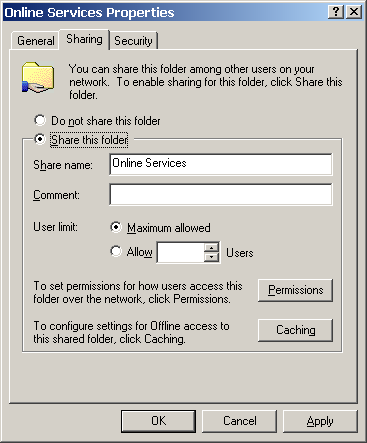 Online Services Properties
General Sharing Security
You can share this folder among other users on your
network. To enable sharing for this folder, click Share this
folder.
Do not share this folder
Share this folder
Share name: Online Services
Comment:
User limit: Maximum allowed
Allow Users
To set permissions for how users access this
folder over the network, click Permissions.
Permissions
To configure settings for Offline access to
this shared folder, click Caching.
Caching
OK Cancel Apply